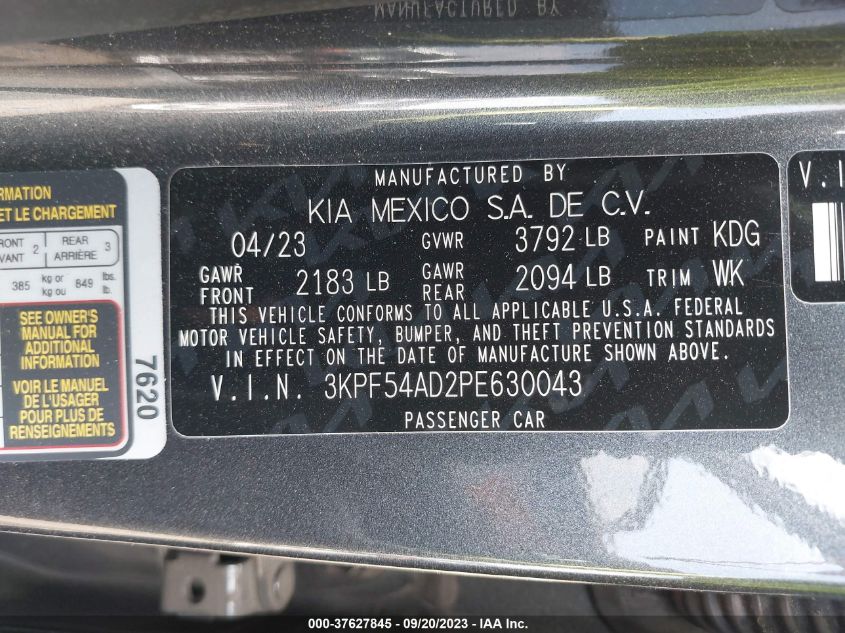 MANUFACTURED BY
MANUFACTURED BY
KIA MEXICO S.A. DE C.V.
04/23 GVWR 3792 LB PAINT KDG
GAWR FRONT 2183 LB GAWR REAR 2094 LB TRIM WK
THIS VEHICLE CONFORMS TO ALL APPLICABLE U.S.A. FEDERAL
MOTOR VEHICLE SAFETY, BUMPER, AND THEFT PREVENTION STANDARDS
IN EFFECT ON THE DATE OF MANUFACTURE SHOWN ABOVE.
V.I.N. 3KPF54AD2PE630043
PASSENGER CAR
ET LE CHARGEMENT
FRONT 2 REAR 3
ARRIÈRE
385 kg or 849 lbs.
kg ou lb.
SEE OWNER'S
MANUAL FOR
ADDITIONAL
INFORMATION
VOIR LE MANUEL
DE L'USAGER
POUR PLUS DE
RENSEIGNEMENTS
7620
V.I
000-37627845 | 09/20/2023 - IAA Inc.